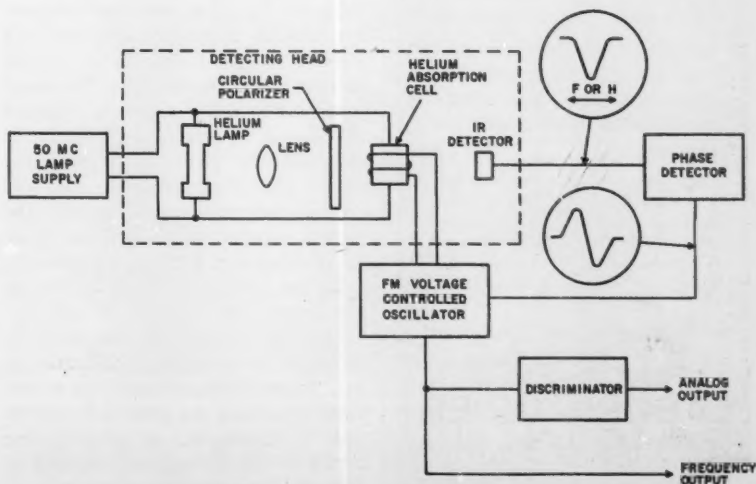 DETECTING HEAD
CIRCULAR
POLARIZER
HELIUM
ABSORPTION
CELL
F OR H
50 MC
LAMP
SUPPLY
HELIUM
LAMP
LENS
IR
DETECTOR
PHASE
DETECTOR
FM VOLTAGE
CONTROLLED
OSCILLATOR
DISCRIMINATOR
ANALOG
OUTPUT
FREQUENCY
OUTPUT